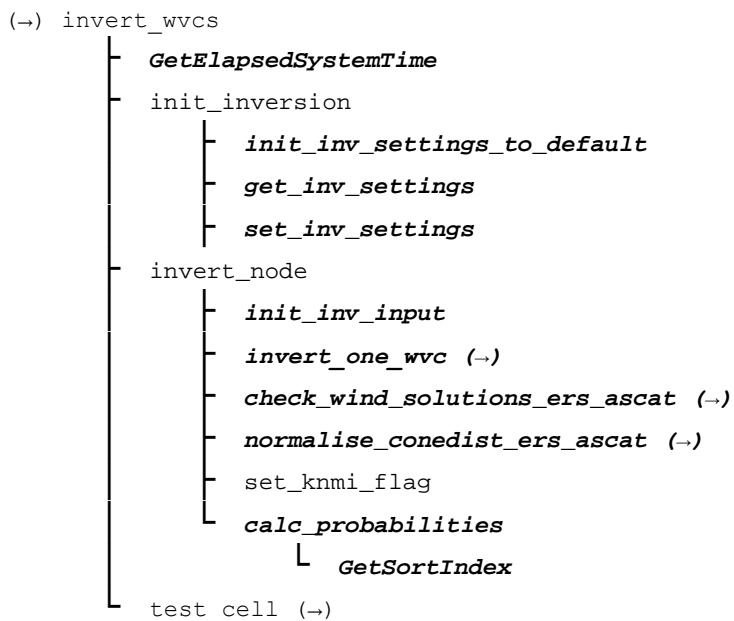 (→) invert_wvcs
GetElapsedSystemTime
init_inversion
init_inv_settings_to_default
get_inv_settings
set_inv_settings
invert_node
init_inv_input
invert_one_wvc (→)
check_wind_solutions_ers_ascat (→)
normalise_conedist_ers_ascat (→)
set_knmi_flag
calc_probabilities
GetSortIndex
test cell (→)